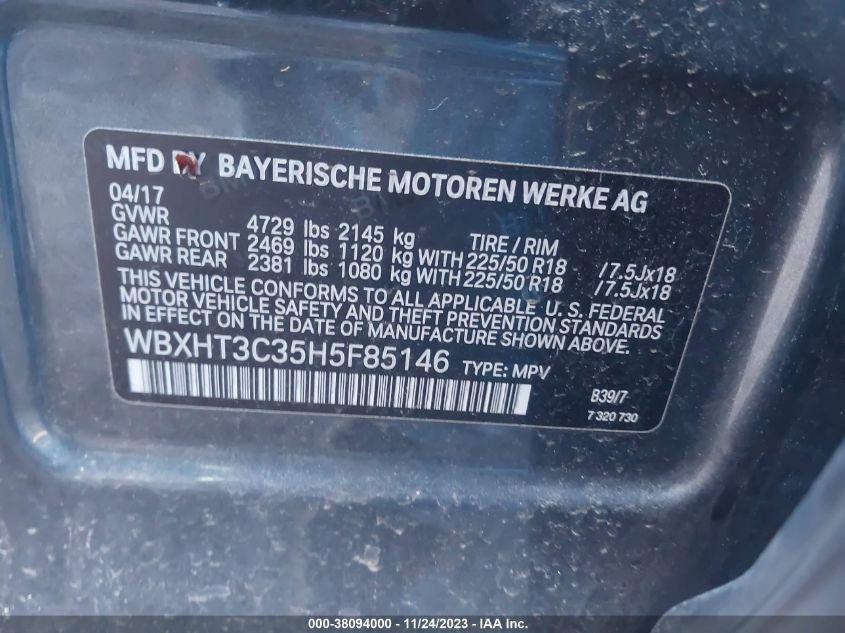 MFD BY BAYERISCHE MOTOREN WERKE AG
04/17
GVWR 4729 lbs 2145 kg TIRE / RIM
GAWR FRONT 2469 lbs 1120 kg WITH 225/50 R18 /7.5Jx18
GAWR REAR 2381 lbs 1080 kg WITH 225/50 R18 /7.5Jx18
THIS VEHICLE CONFORMS TO ALL APPLICABLE U. S. FEDERAL
MOTOR VEHICLE SAFETY AND THEFT PREVENTION STANDARDS
IN EFFECT ON THE DATE OF MANUFACTURE SHOWN ABOVE.
WBXHT3C35H5F85146 TYPE: MPV
B39/7
7 320 730
000-38094000 - 11/24/2023 - IAA Inc.